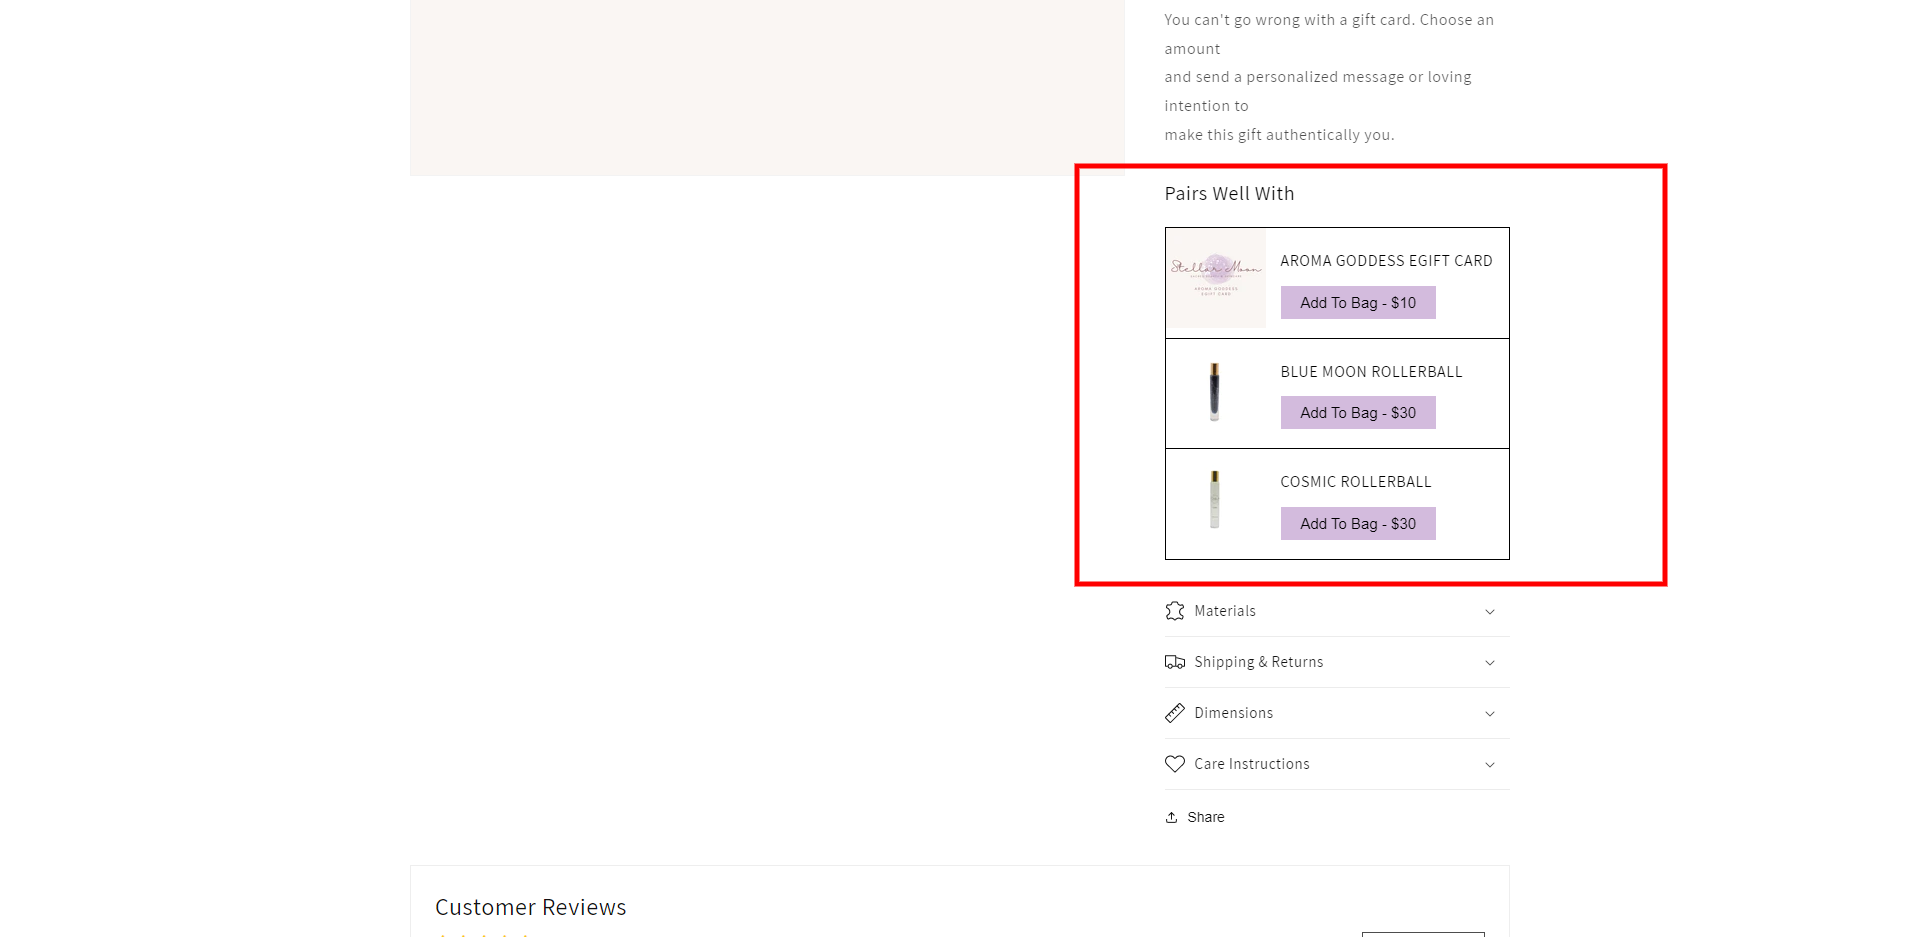 You can't go wrong with a gift card. Choose an
amount
and send a personalized message or loving
intention to
make this gift authentically you.
Pairs Well With
Stellar Moon
AROMA GODDESS
EGIFT CARD
AROMA GODDESS EGIFT CARD
Add To Bag - $10
BLUE MOON ROLLERBALL
Add To Bag - $30
COSMIC ROLLERBALL
Add To Bag - $30
Materials
Shipping & Returns
Dimensions
Care Instructions
Share
Customer Reviews